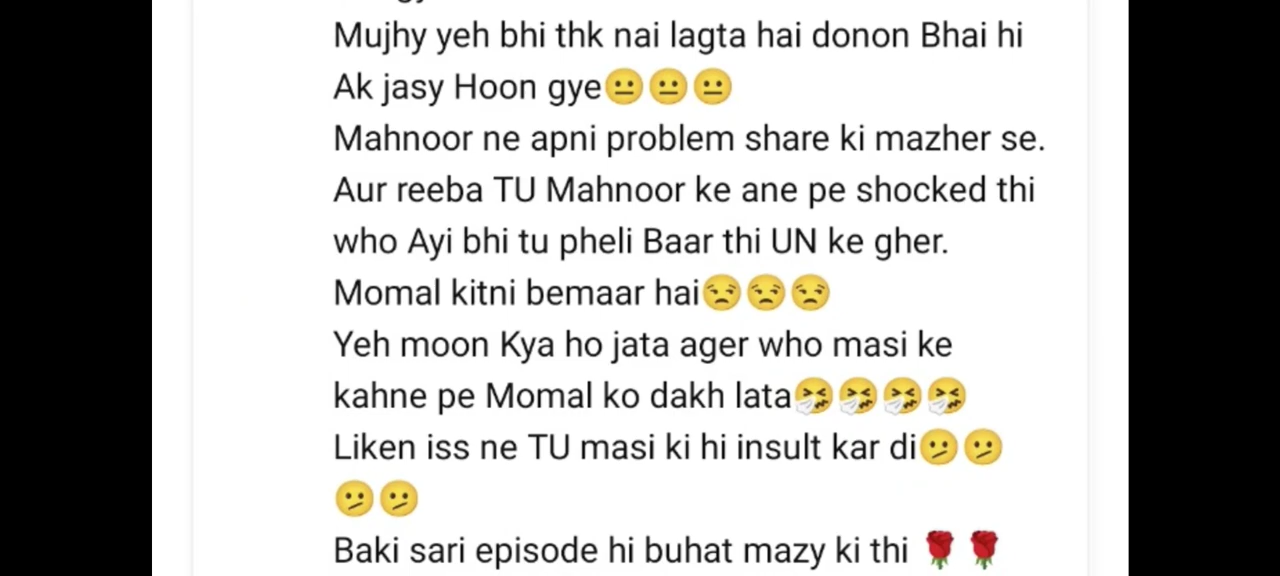 Mujhy yeh bhi thk nai lagta hai donon Bhai hi
Ak jasy Hoon gye😐😐😐
Mahnoor ne apni problem share ki mazher se.
Aur reeba TU Mahnoor ke ane pe shocked thi
who Ayi bhi tu pheli Baar thi UN ke gher.
Momal kitni bemaar hai😒😒😒
Yeh moon Kya ho jata ager who masi ke
kahne pe Momal ko dakh lata🤧🤧🤧🤧
Liken iss ne TU masi ki hi insult kar di🫤🫤
🫤🫤
Baki sari episode hi buhat mazy ki thi 🌹🌹